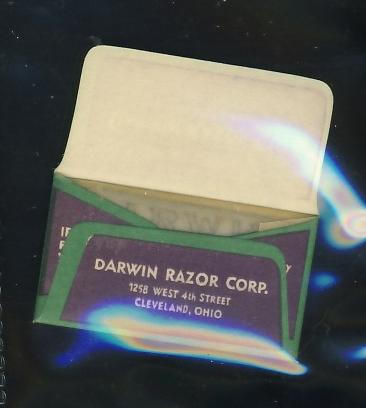 DARWIN RAZOR CORP.
1258 WEST 4th STREET
CLEVELAND, OHIO